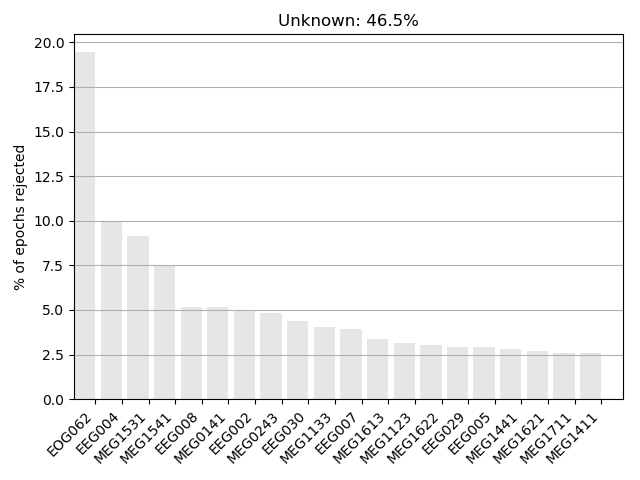 Unknown: 46.5%
% of epochs rejected
20.0
17.5
15.0
12.5
10.0
7.5
5.0
2.5
0.0
EOG062
EEG004
MEG1531
MEG1541
EEG008
MEG0141
EEG002
MEG0243
EEG030
MEG1133
EEG007
MEG1613
MEG1123
MEG1622
EEG029
EEG005
MEG1441
MEG1621
MEG1711
MEG1411